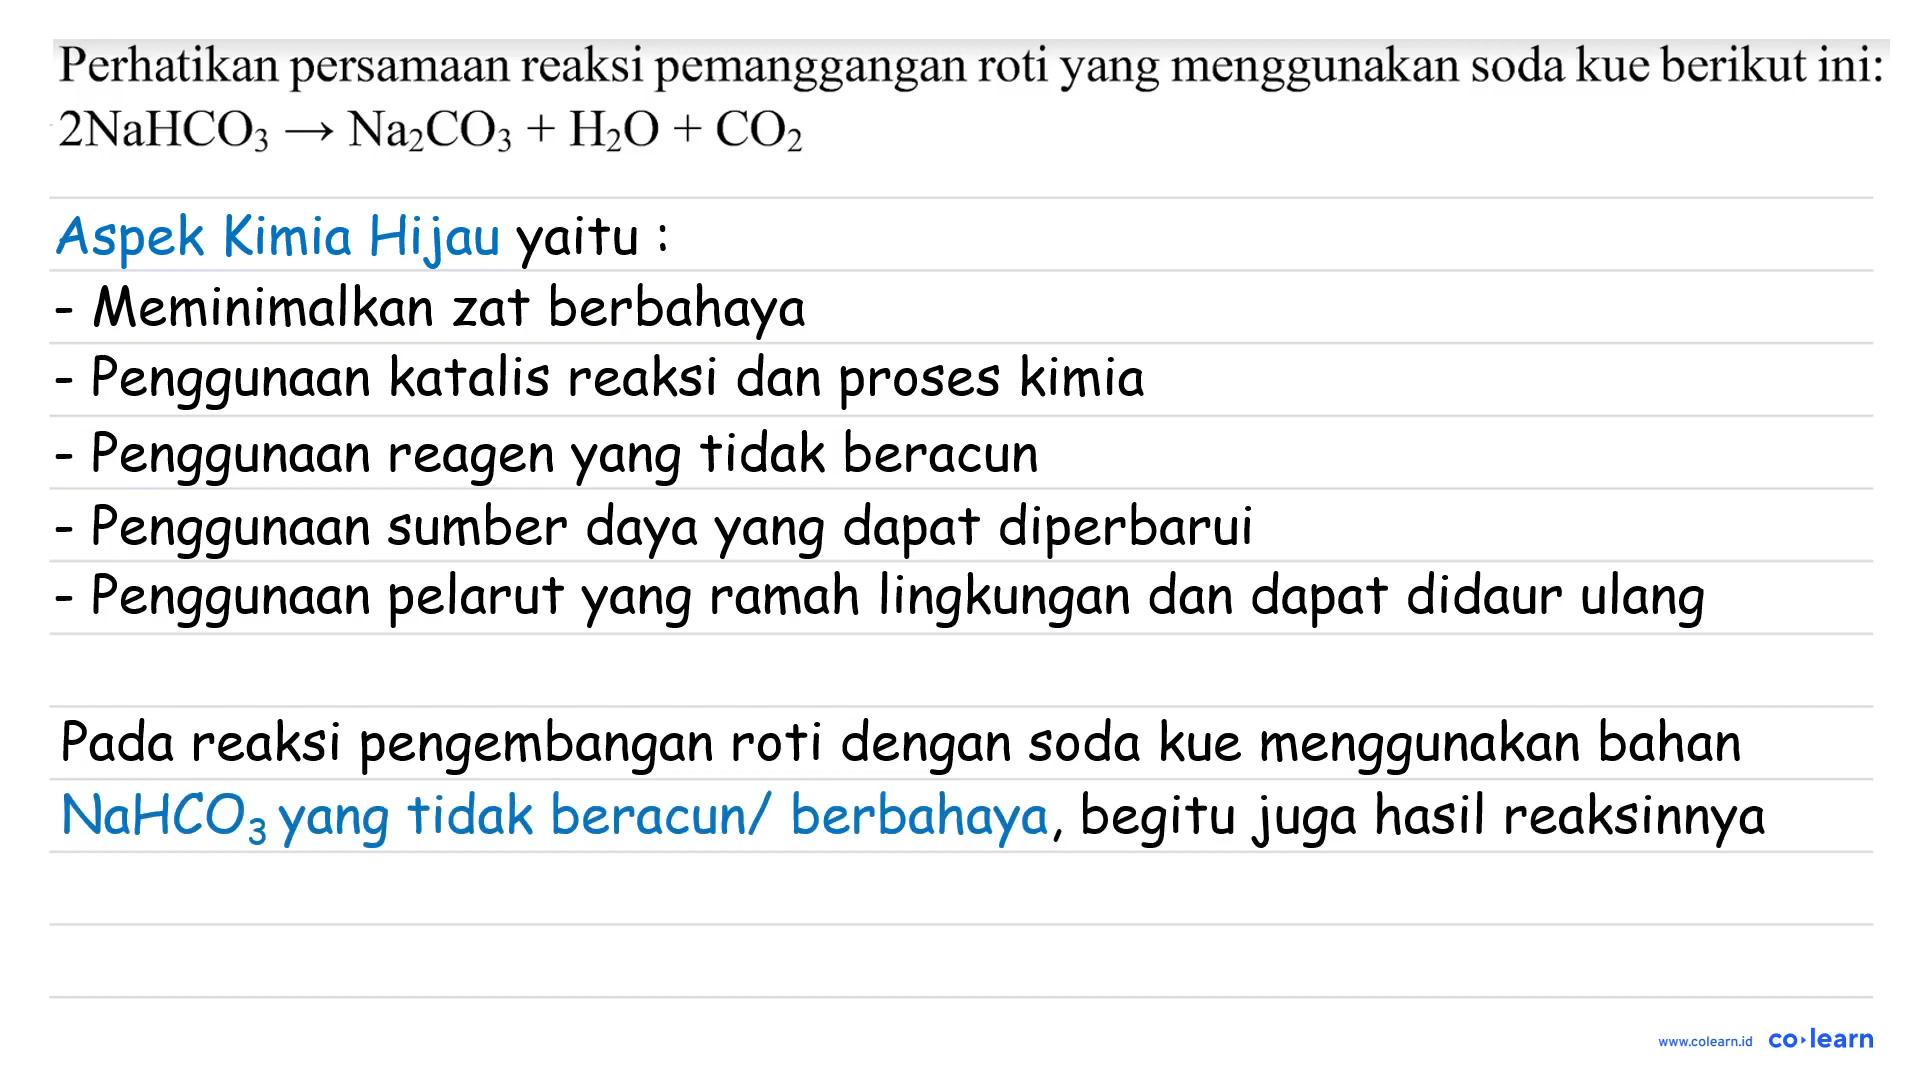 Perhatikan persamaan reaksi pemanggangan roti yang menggunakan soda kue berikut ini:
2NaHCO₃ → Na₂CO₃ + H₂O + CO₂
Aspek Kimia Hijau yaitu :
- Meminimalkan zat berbahaya
- Penggunaan katalis reaksi dan proses kimia
- Penggunaan reagen yang tidak beracun
- Penggunaan sumber daya yang dapat diperbarui
- Penggunaan pelarut yang ramah lingkungan dan dapat didaur ulang
Pada reaksi pengembangan roti dengan soda kue menggunakan bahan
NaHCO₃ yang tidak beracun/ berbahaya, begitu juga hasil reaksinnya
www.colearn.id co learn